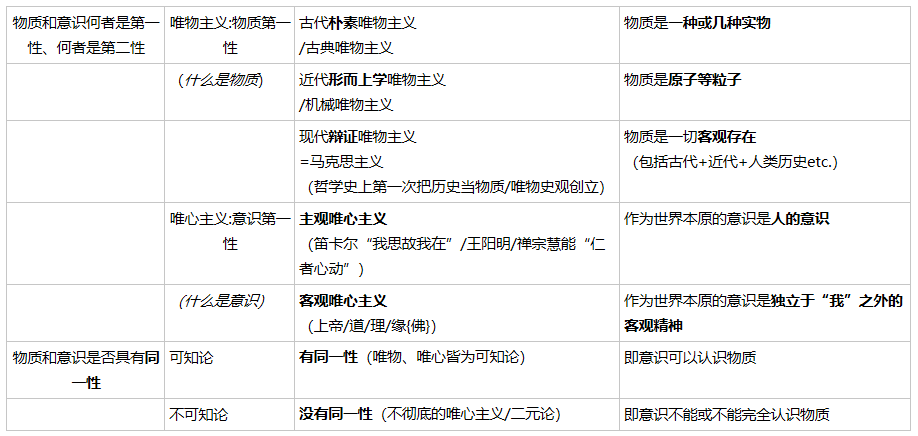 物质和意识何者是第一
性、何者是第二性
唯物主义:物质第一
性
古代朴素唯物主义
/古典唯物主义
物质是一种或几种实物
（什么是物质）
近代形而上学唯物主义
/机械唯物主义
物质是原子等粒子
现代辩证唯物主义
=马克思主义
（哲学史上第一次把历史当物质/唯物史观创立）
物质是一切客观存在
（包括古代+近代+人类历史etc.）
唯心主义:意识第一
性
主观唯心主义
（笛卡尔“我思故我在”/王阳明/禅宗慧能“仁
者心动”）
作为世界本原的意识是人的意识
（什么是意识）
客观唯心主义
（上帝/道/理/缘{佛}）
作为世界本原的意识是独立于“我”之外的
客观精神
物质和意识是否具有同
一性
可知论
有同一性（唯物、唯心皆为可知论）
即意识可以认识物质
不可知论
没有同一性（不彻底的唯心主义/二元论）
即意识不能或不能完全认识物质